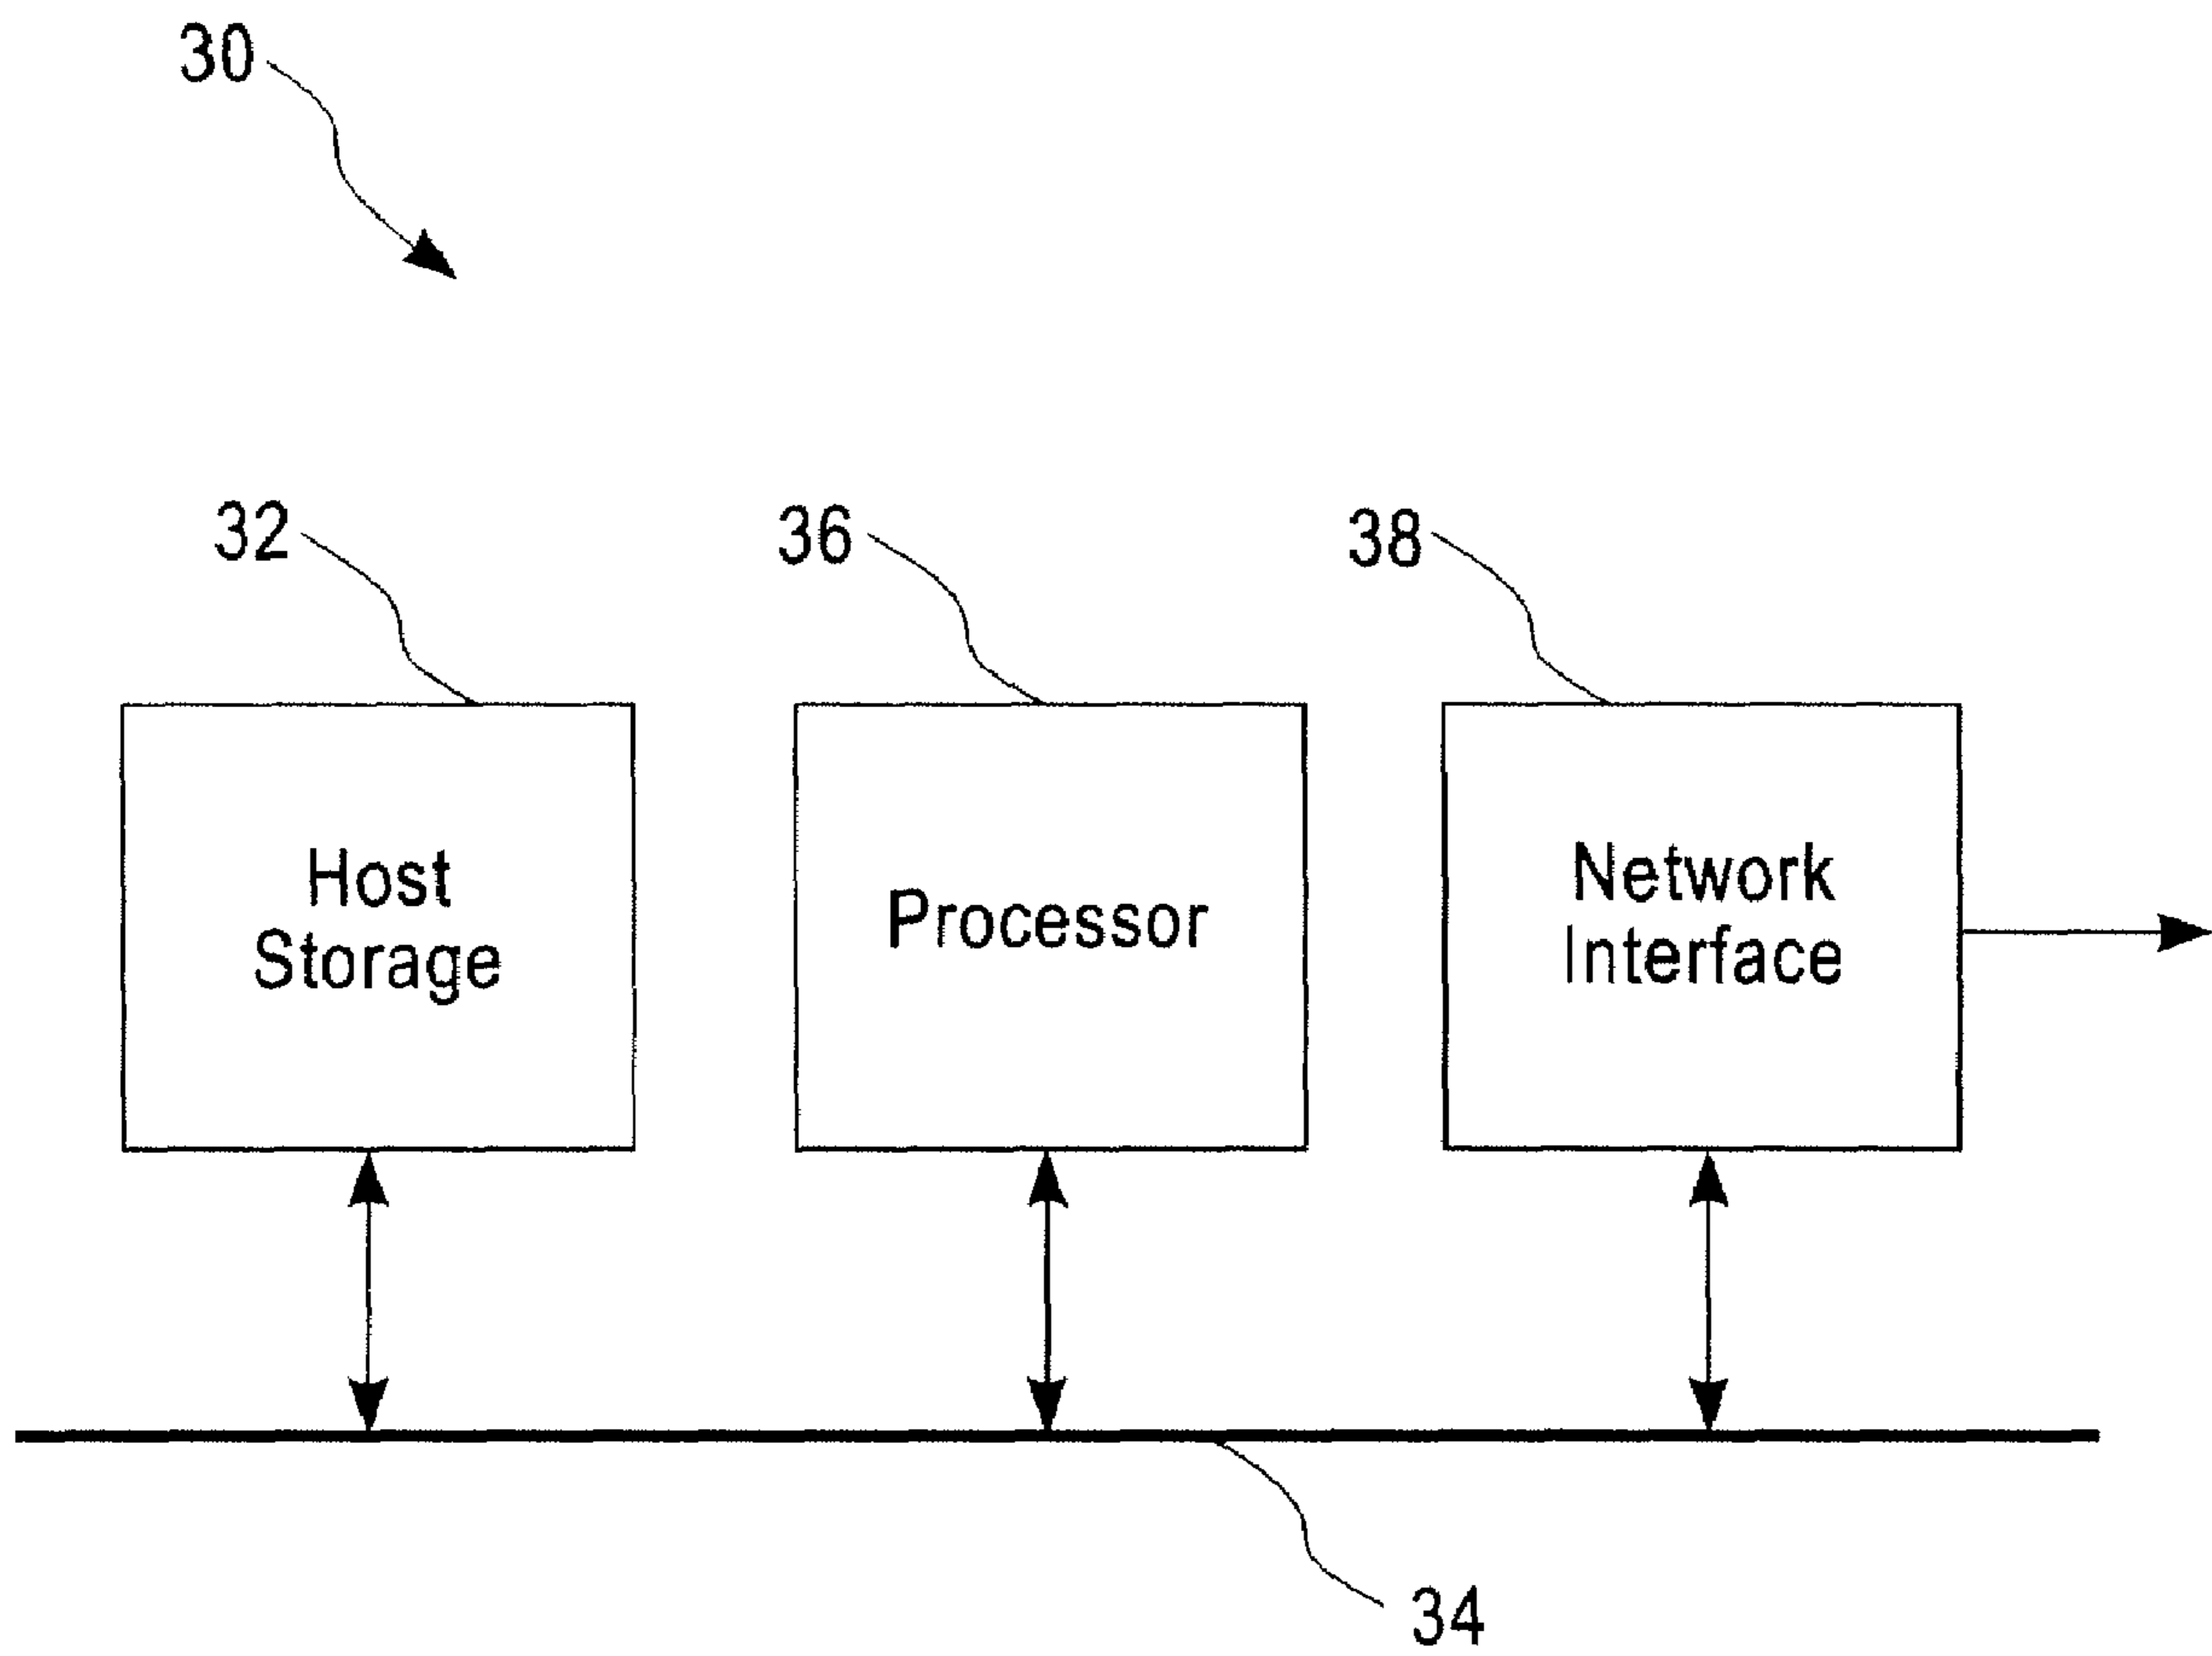 30
32
36
38
Host
Storage
Processor
Network
Interface
34